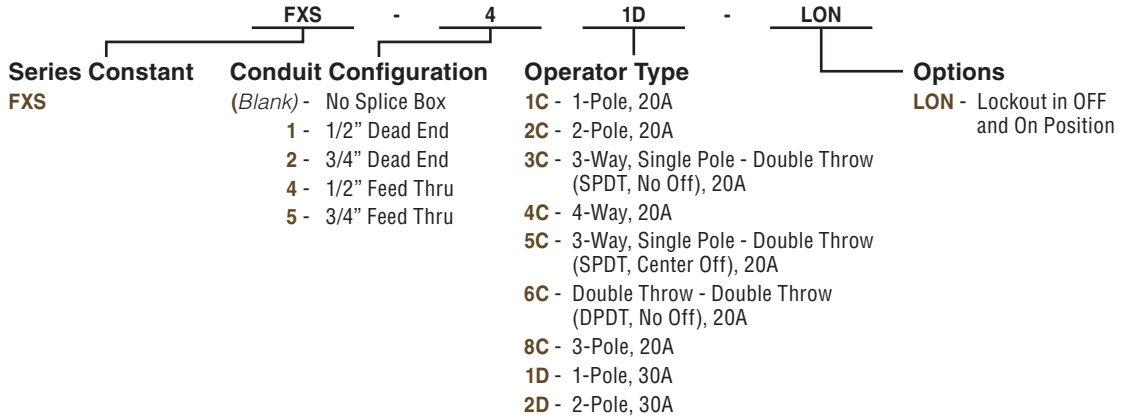 FXS - 4 1D - LON
Series Constant
FXS
Conduit Configuration
(Blank) - No Splice Box
1 - 1/2” Dead End
2 - 3/4” Dead End
4 - 1/2” Feed Thru
5 - 3/4” Feed Thru
Operator Type
1C - 1-Pole, 20A
2C - 2-Pole, 20A
3C - 3-Way, Single Pole - Double Throw
(SPDT, No Off), 20A
4C - 4-Way, 20A
5C - 3-Way, Single Pole - Double Throw
(SPDT, Center Off), 20A
6C - Double Throw - Double Throw
(DPDT, No Off), 20A
8C - 3-Pole, 20A
1D - 1-Pole, 30A
2D - 2-Pole, 30A
Options
LON - Lockout in OFF
and On Position